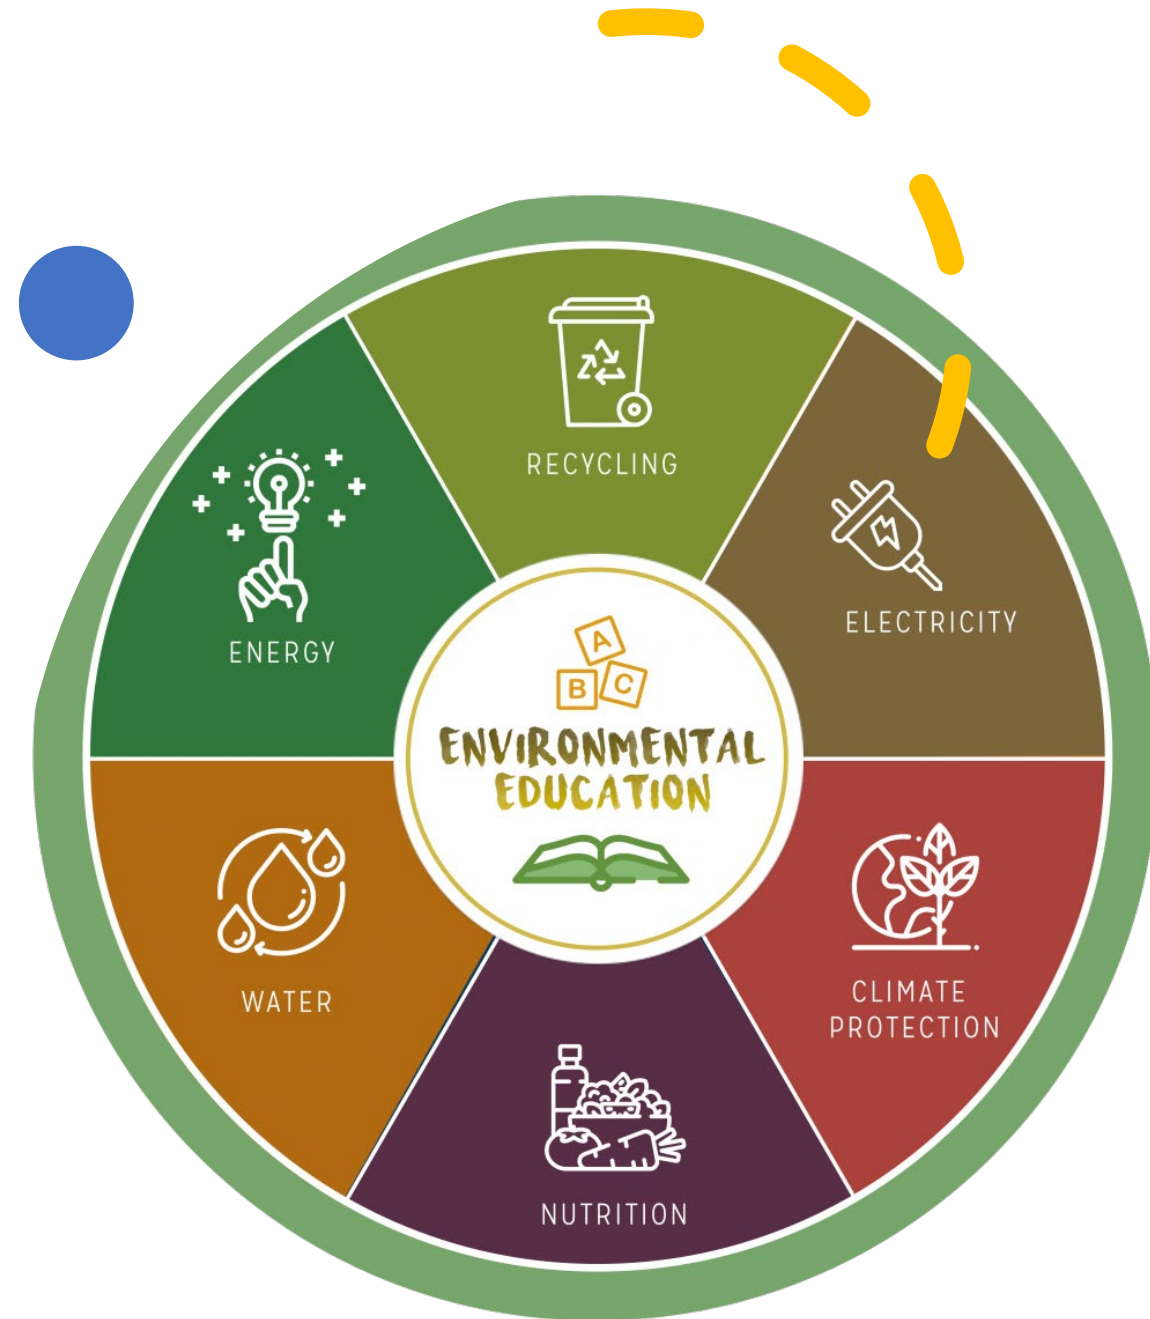 RECYCLING
ELECTRICITY
CLIMATE
PROTECTION
NUTRITION
WATER
ENERGY
A
B C
ENVIRONMENTAL
EDUCATION